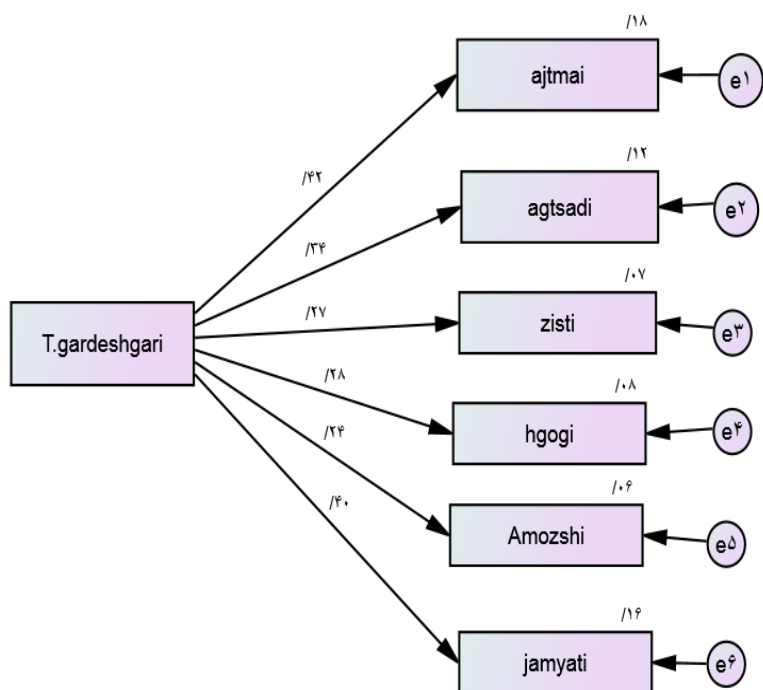 /۱۸
ajtmai
e۱
/۴۲
/۱۲
agtsadi
e۲
/۳۴
/۰۷
zisti
e۳
/۲۷
T.gardeshgari
/۰۸
hgogi
e۴
/۲۸
/۰۶
Amozshi
e۵
/۲۴
/۱۶
jamyati
e۶
/۴۰